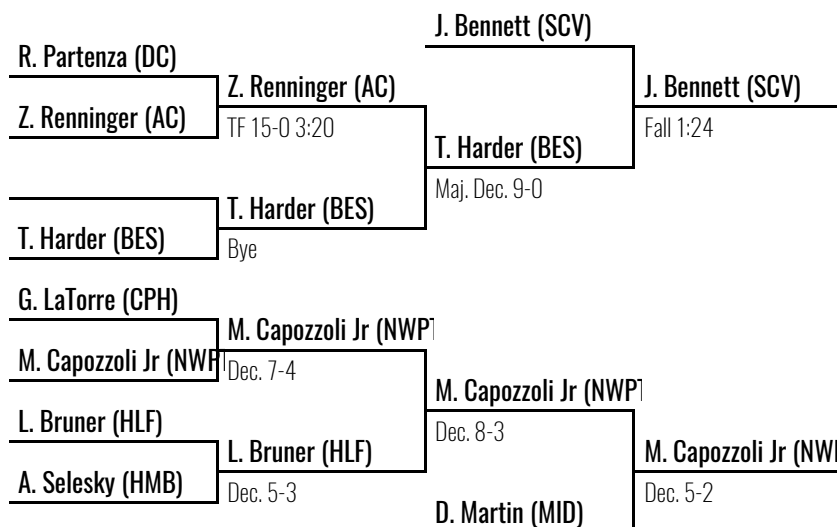 J. Bennett (SCV)
R. Partenza (DC)
Z. Renninger (AC)
J. Bennett (SCV)
Z. Renninger (AC)
TF 15-0 3:20
Fall 1:24
T. Harder (BES)
Maj. Dec. 9-0
T. Harder (BES)
T. Harder (BES)
Bye
G. LaTorre (CPH)
M. Capozzoli Jr (NWPT
M. Capozzoli Jr (NWPT
Dec. 7-4
M. Capozzoli Jr (NWPT
L. Bruner (HLF)
Dec. 8-3
L. Bruner (HLF)
M. Capozzoli Jr (NWP
A. Selesky (HMB)
Dec. 5-3
Dec. 5-2
D. Martin (MID)